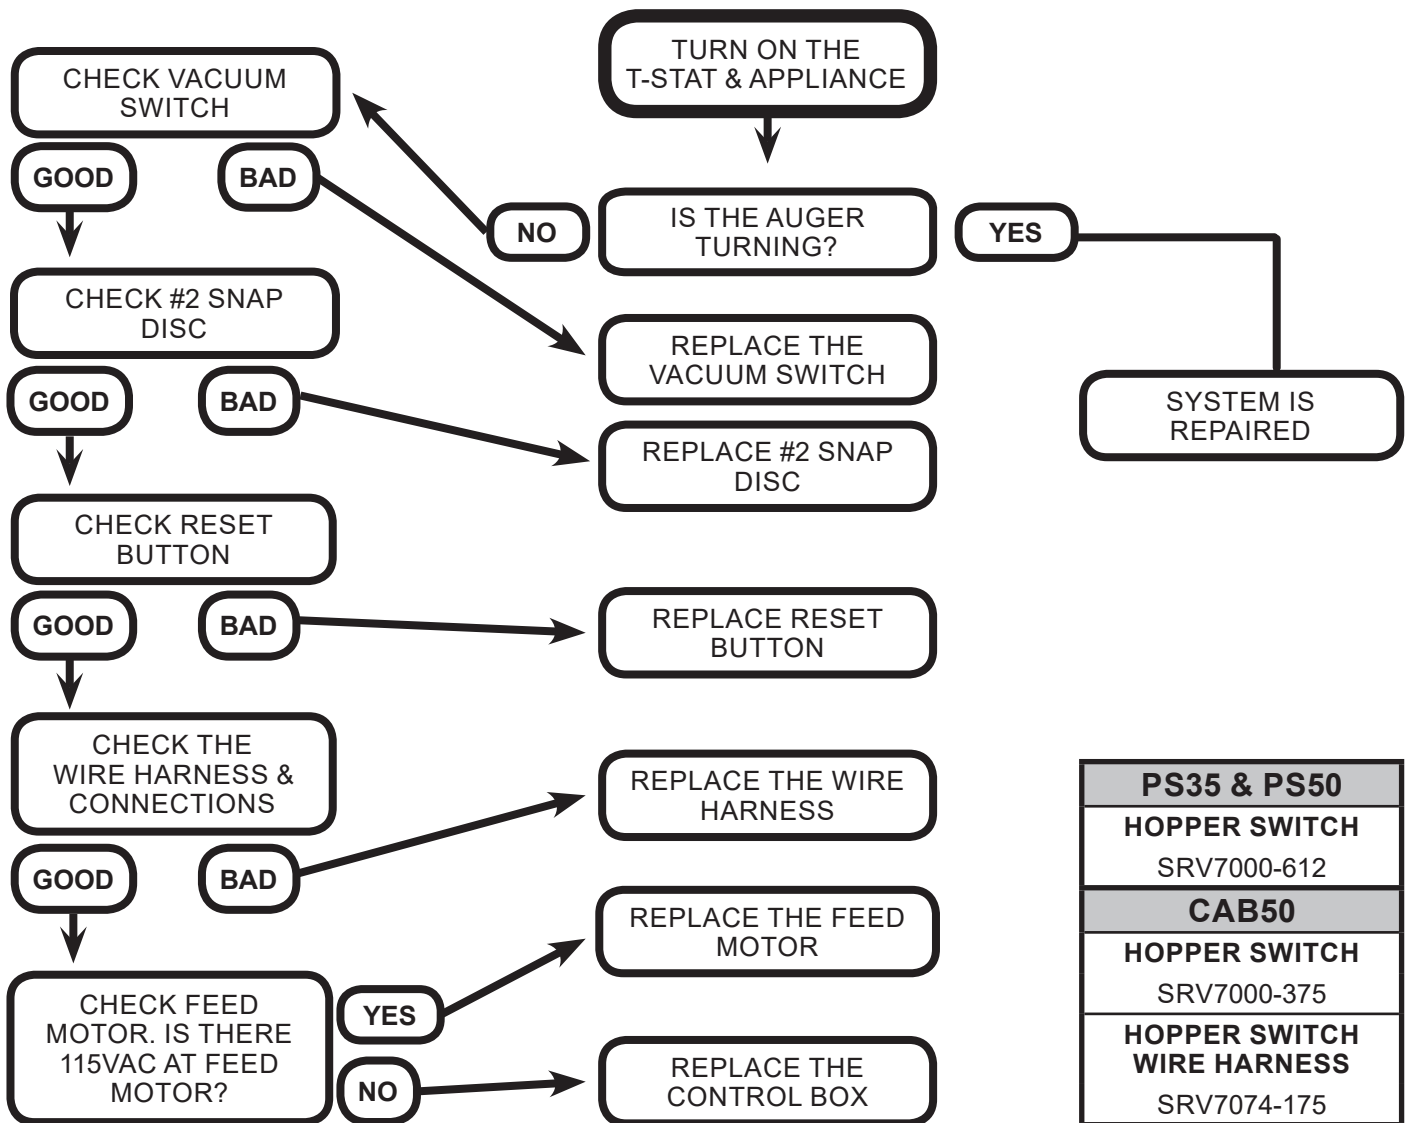 TURN ON THE
T-STAT & APPLIANCE
IS THE AUGER
TURNING?
NO
YES
SYSTEM IS
REPAIRED
CHECK VACUUM
SWITCH
GOOD
BAD
REPLACE THE
VACUUM SWITCH
CHECK #2 SNAP
DISC
GOOD
BAD
REPLACE #2 SNAP
DISC
CHECK RESET
BUTTON
GOOD
BAD
REPLACE RESET
BUTTON
CHECK THE
WIRE HARNESS &
CONNECTIONS
GOOD
BAD
REPLACE THE WIRE
HARNESS
CHECK FEED
MOTOR. IS THERE
115VAC AT FEED
MOTOR?
YES
REPLACE THE FEED
MOTOR
NO
REPLACE THE
CONTROL BOX
PS35 & PS50
HOPPER SWITCH
SRV7000-612
CAB50
HOPPER SWITCH
SRV7000-375
HOPPER SWITCH
WIRE HARNESS
SRV7074-175